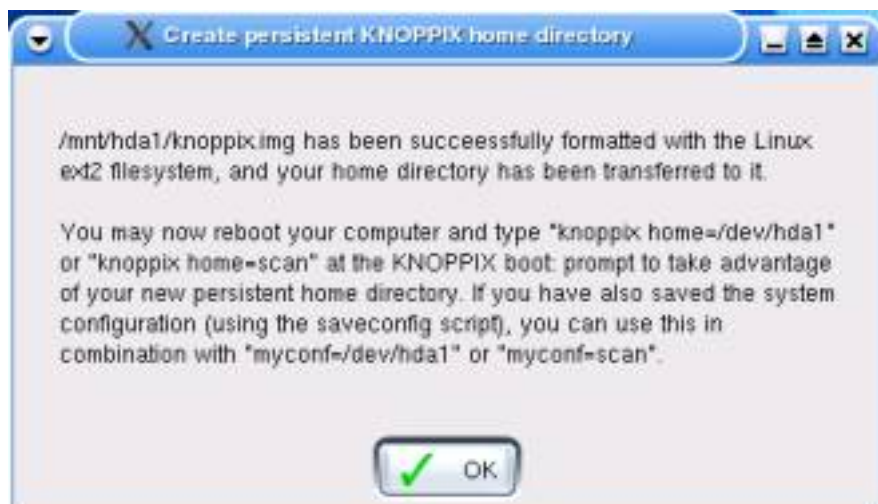 Create persistent KNOPPIX home directory
/mnt/hda1/knoppix.img has been succeessfully formatted with the Linux
ext2 filesystem, and your home directory has been transferred to it.
You may now reboot your computer and type "knoppix home=/dev/hda1"
or "knoppix home=scan" at the KNOPPIX boot: prompt to take advantage
of your new persistent home directory. If you have also saved the system
configuration (using the saveconfig script), you can use this in
combination with "myconf=/dev/hda1" or "myconf=scan".
OK